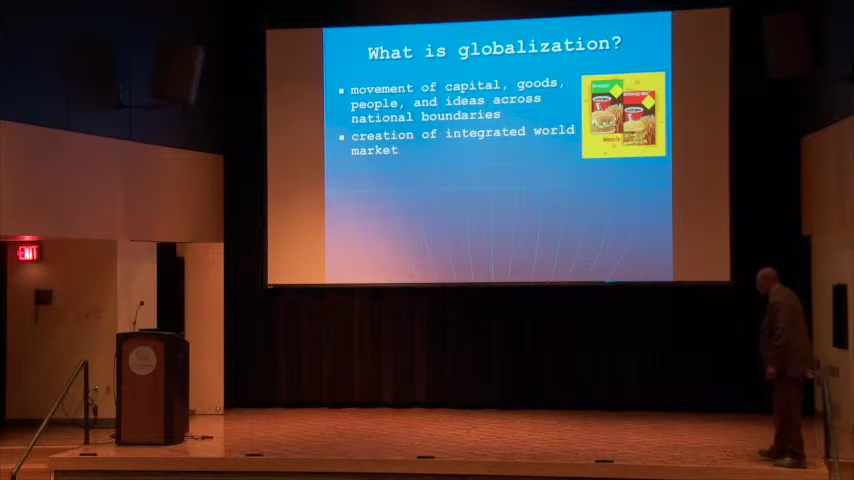 What is globalization?
movement of capital, goods,
people, and ideas across
national boundaries
creation of integrated world
market
EXIT